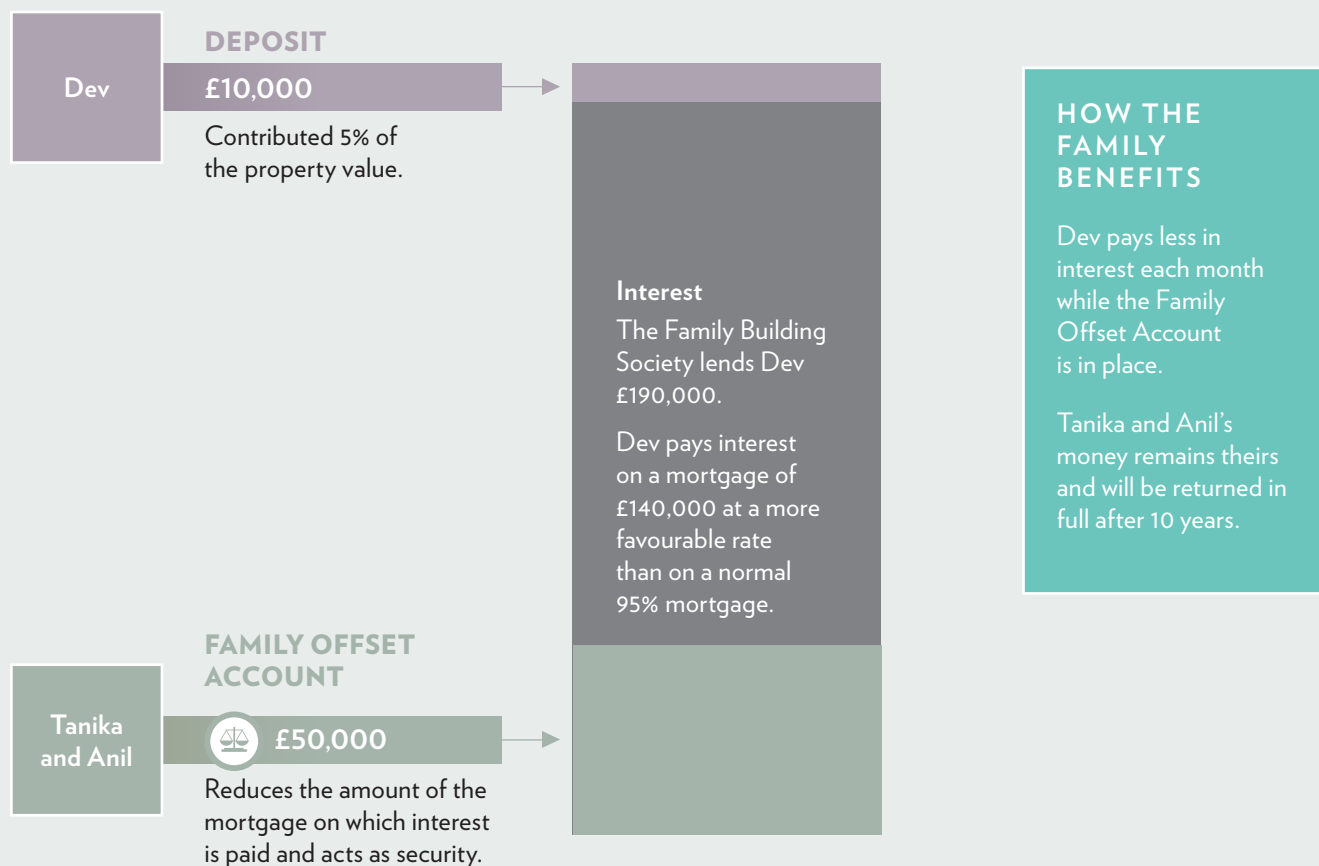 Dev
DEPOSIT
£10,000
Contributed 5% of
the property value.
Interest
The Family Building
Society lends Dev
£190,000.
Dev pays interest
on a mortgage of
£140,000 at a more
favourable rate
than on a normal
95% mortgage.
HOW THE
FAMILY
BENEFITS
Dev pays less in
interest each month
while the Family
Offset Account
is in place.
Tanika and Anil’s
money remains theirs
and will be returned in
full after 10 years.
Tanika
and Anil
FAMILY OFFSET
ACCOUNT
£50,000
Reduces the amount of the
mortgage on which interest
is paid and acts as security.